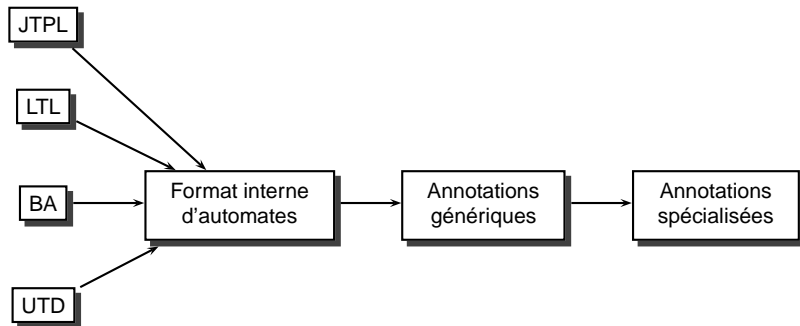 JTPL
LTL
BA
UTD
Format interne
d’automates
Annotations
génériques
Annotations
spécialisées